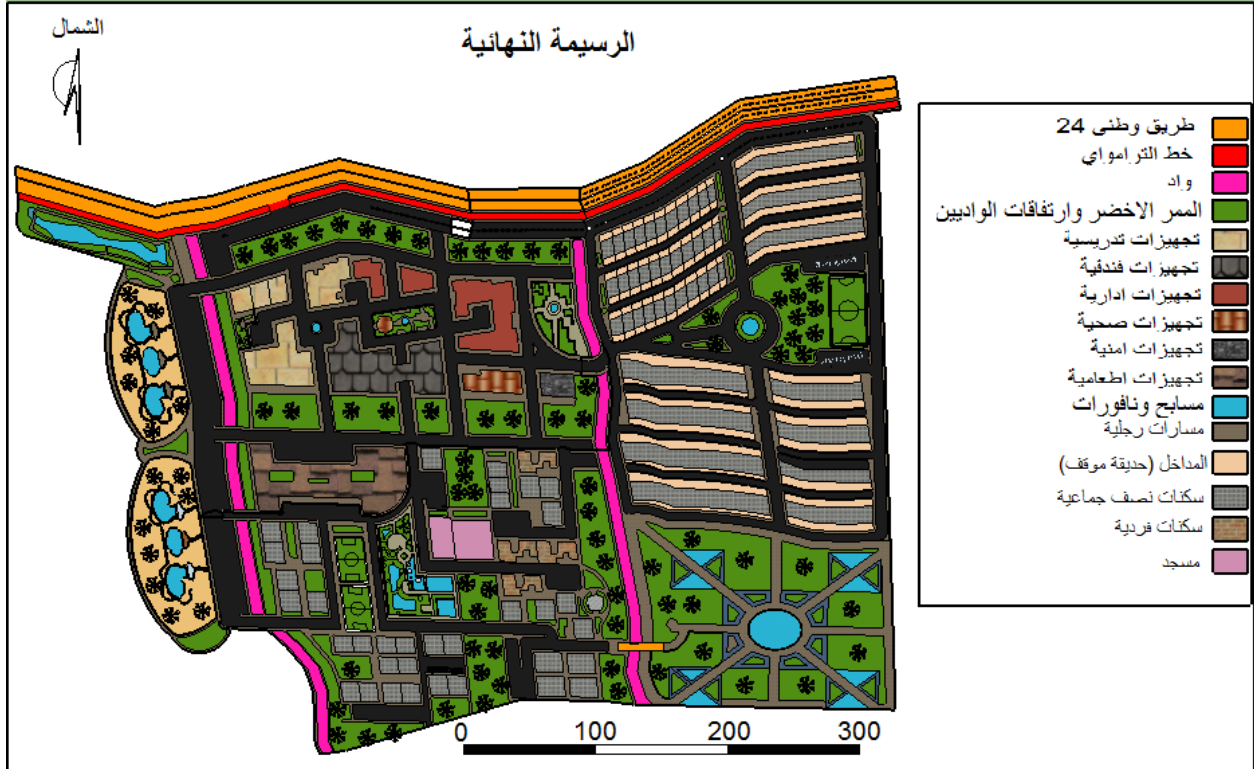 الشمال
الرسيمة النهائية
طريق وطني 24
خط الترامواي
واد
الممر الاخضر وارتفاقات الواديين
تجهيزات تدريسية
تجهيزات فندقية
تجهيزات ادارية
تجهيزات صحية
تجهيزات امنية
تجهيزات اطعامية
مسابح ونافورات
مسارات رجلية
المداخل (حديقة موقف)
سكنات نصف جماعية
سكنات فردية
مسجد
0 100 200 300